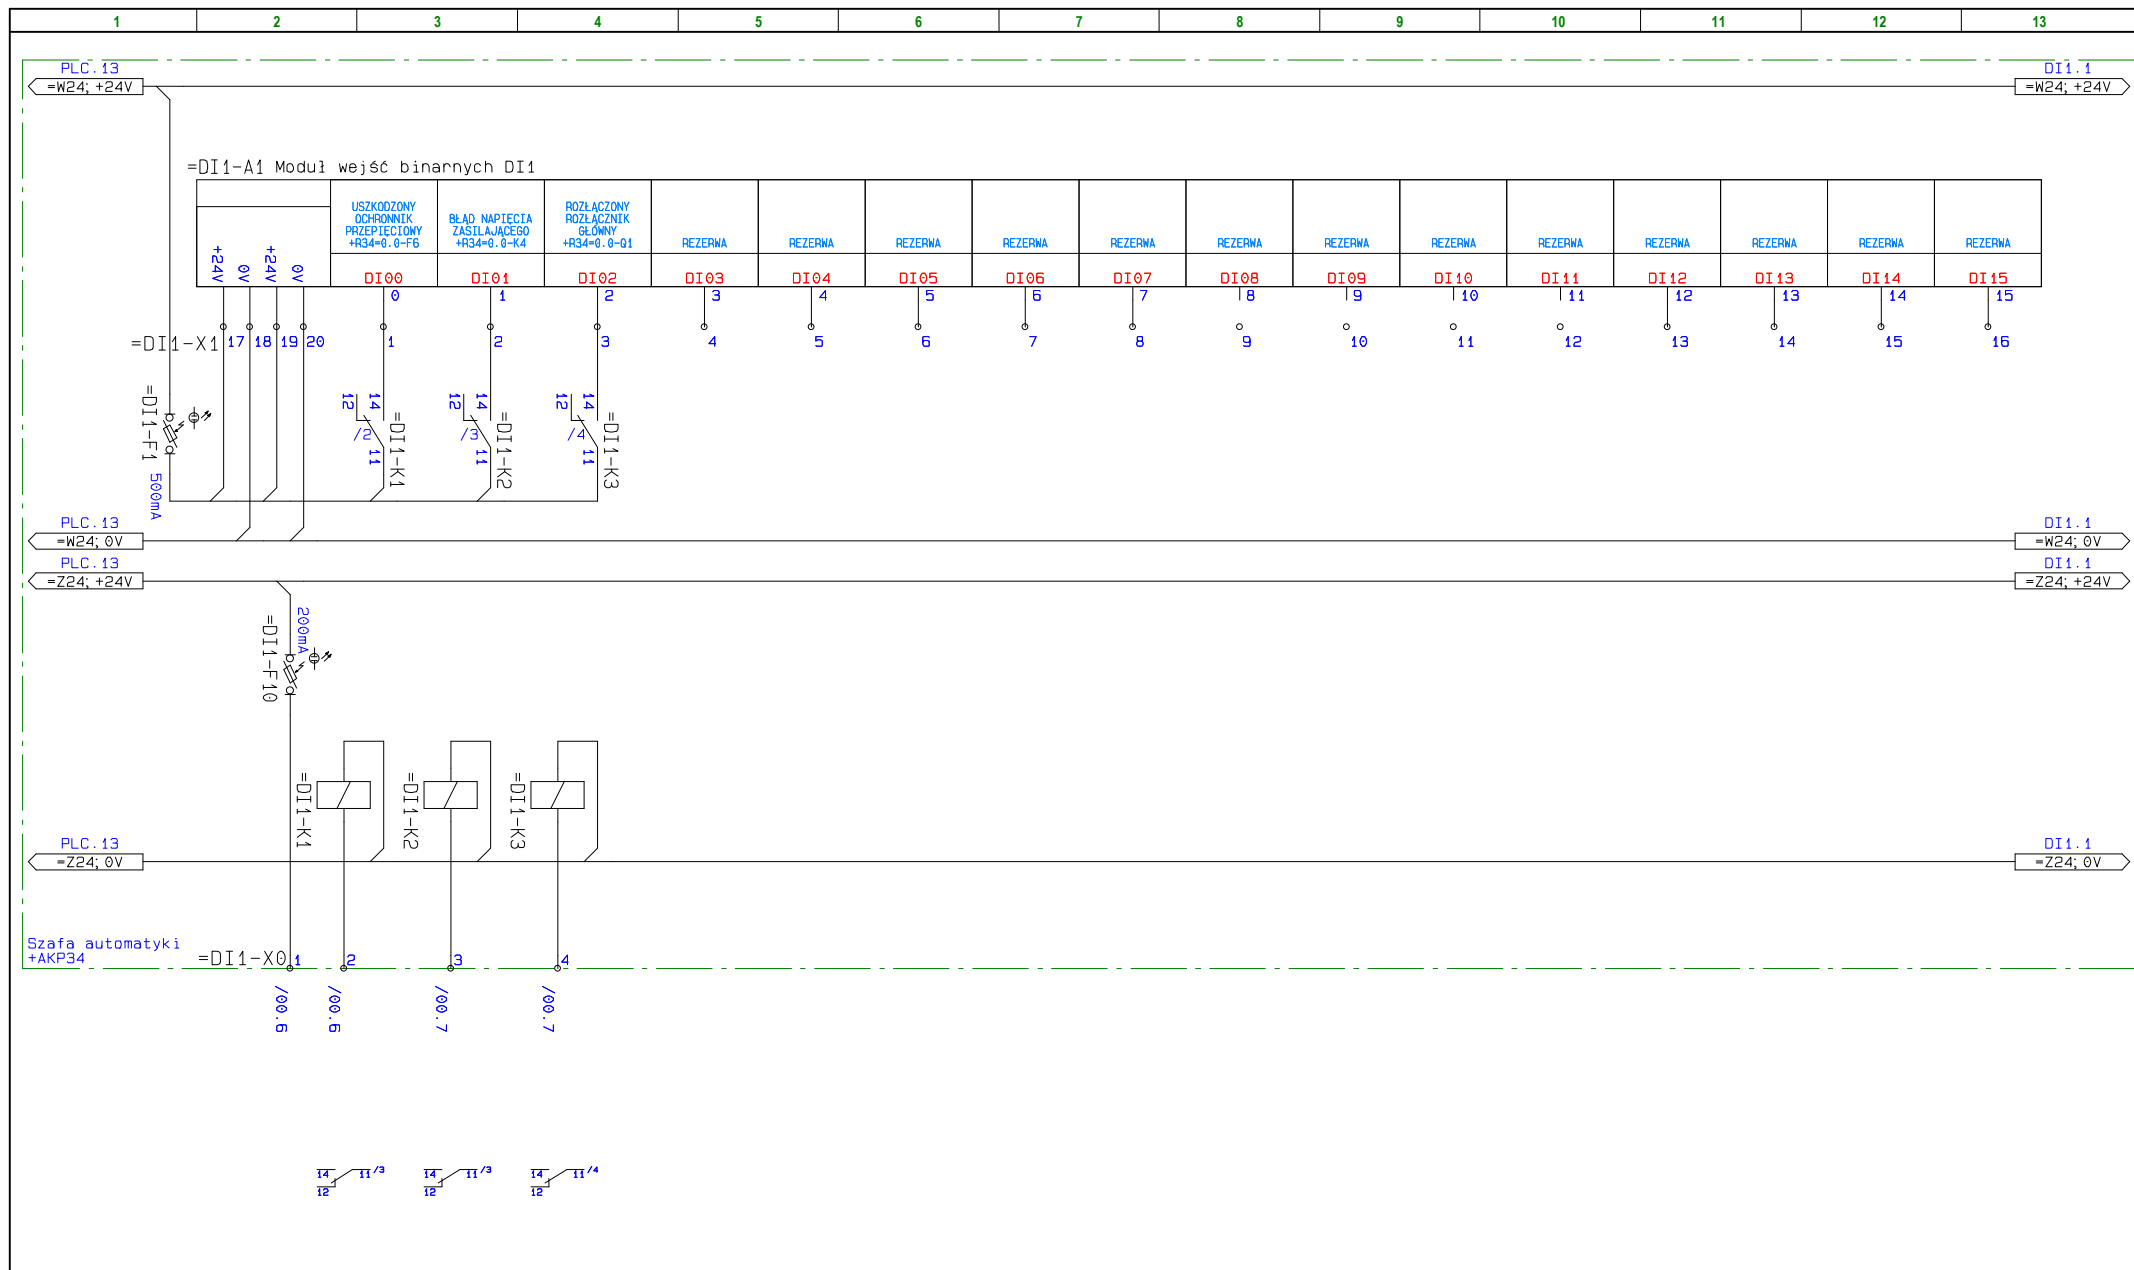 1 2 3 4 5 6 7 8 9 10 11 12 13
PLC.13
=W24; +24V
DI1.1
=W24; +24V
=DI1-A1 Moduł wejść binarnych DI1
+24V
0V
+24V
0V
USZKODZONY
OCHRONNIK
PRZEPIĘCIOWY
+R34=0.0-F6
BŁĄD NAPIĘCIA
ZASILAJĄCEGO
+R34=0.0-K4
ROZŁĄCZONY
ROZŁĄCZNIK
GŁÓWNY
+R34=0.0-Q1
REZERWA REZERWA REZERWA REZERWA REZERWA REZERWA REZERWA REZERWA REZERWA REZERWA REZERWA REZERWA REZERWA
DI00 DI01 DI02 DI03 DI04 DI05 DI06 DI07 DI08 DI09 DI10 DI11 DI12 DI13 DI14 DI15
0 1 2 3 4 5 6 7 8 9 10 11 12 13 14 15
=DI1-X1 17 18 19 20 1 2 3 4 5 6 7 8 9 10 11 12 13 14 15 16
=DI1-F1
500mA
12 14
/2
11
=DI1-K1
12 14
/3
11
=DI1-K2
12 14
/4
11
=DI1-K3
PLC.13
=W24; 0V
DI1.1
=W24; 0V
PLC.13
=Z24; +24V
DI1.1
=Z24; +24V
200mA
=DI1-F10
=DI1-K1
=DI1-K2
=DI1-K3
PLC.13
=Z24; 0V
DI1.1
=Z24; 0V
Szafa automatyki
+AKP34
=DI1-X0 1 2 3 4
/00.6
/00.6
/00.7
/00.7
14 11 /3
12
14 11 /3
12
14 11 /4
12